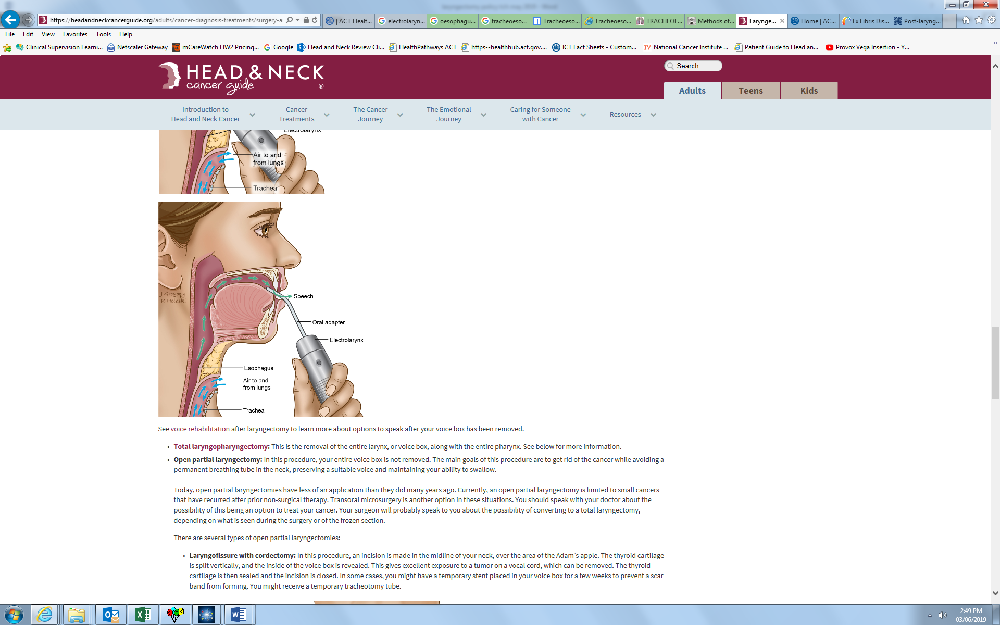 https://headandneckcancerguide.org/adults/cancer-diagnosis-treatments/surgery-a
| ACT Healt...
electrolaryn...
oesophagu...
tracheoeso...
Tracheoeso...
Tracheoeso...
TRACHEOE...
Methods of...
Larynge...
Home | AC...
Ex Libris Dis...
Post-laryng...
File Edit View Favorites Tools Help
Clinical Supervision Learni...
Netscaler Gateway
mCareWatch HW2 Pricing...
Google
Head and Neck Review Cli...
HealthPathways ACT
https--healthhub.act.gov....
ICT Fact Sheets - Custom...
National Cancer Institute ...
Patient Guide to Head an...
Provox Vega Insertion - Y...
HEAD & NECK
cancer guide
®
Search
Adults
Teens
Kids
Introduction to
Head and Neck Cancer
Cancer
Treatments
The Cancer
Journey
The Emotional
Journey
Caring for Someone
with Cancer
Resources
Electrolarynx
Air to and
from lungs
Trachea
J Gregory
K Holoski
Speech
Oral adapter
Electrolarynx
Esophagus
Air to and
from lungs
Trachea
See voice rehabilitation after laryngectomy to learn more about options to speak after your voice box has been removed.
• Total laryngopharyngectomy: This is the removal of the entire larynx, or voice box, along with the entire pharynx. See below for more information.
• Open partial laryngectomy: In this procedure, your entire voice box is not removed. The main goals of this procedure are to get rid of the cancer while avoiding a
permanent breathing tube in the neck, preserving a suitable voice and maintaining your ability to swallow.
Today, open partial laryngectomies have less of an application than they did many years ago. Currently, an open partial laryngectomy is limited to small cancers
that have recurred after prior non-surgical therapy. Transoral microsurgery is another option in these situations. You should speak with your doctor about the
possibility of this being an option to treat your cancer. Your surgeon will probably speak to you about the possibility of converting to a total laryngectomy,
depending on what is seen during the surgery or of the frozen section.
There are several types of open partial laryngectomies:
• Laryngofissure with cordectomy: In this procedure, an incision is made in the midline of your neck, over the area of the Adam’s apple. The thyroid cartilage
is split vertically, and the inside of the voice box is revealed. This gives excellent exposure to a tumor on a vocal cord, which can be removed. The thyroid
cartilage is then sealed and the incision is closed. In some cases, you might have a temporary stent placed in your voice box for a few weeks to prevent a scar
band from forming. You might receive a temporary tracheotomy tube.
2:49 PM
03/06/2019